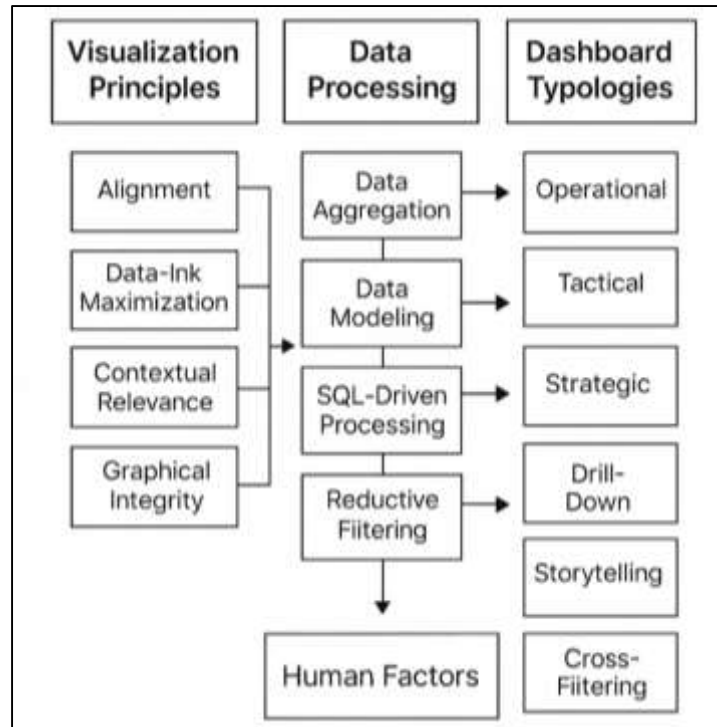 Visualization
Principles
Data
Processing
Dashboard
Typologies
Alignment
Data-Ink
Maximization
Contextual
Relevance
Graphical
Integrity
Data
Aggregation
Data
Modeling
SQL-Driven
Processing
Reductive
Fiitering
Human Factors
Operational
Tactical
Strategic
Drill-
Down
Storytelling
Cross-
Fiitering